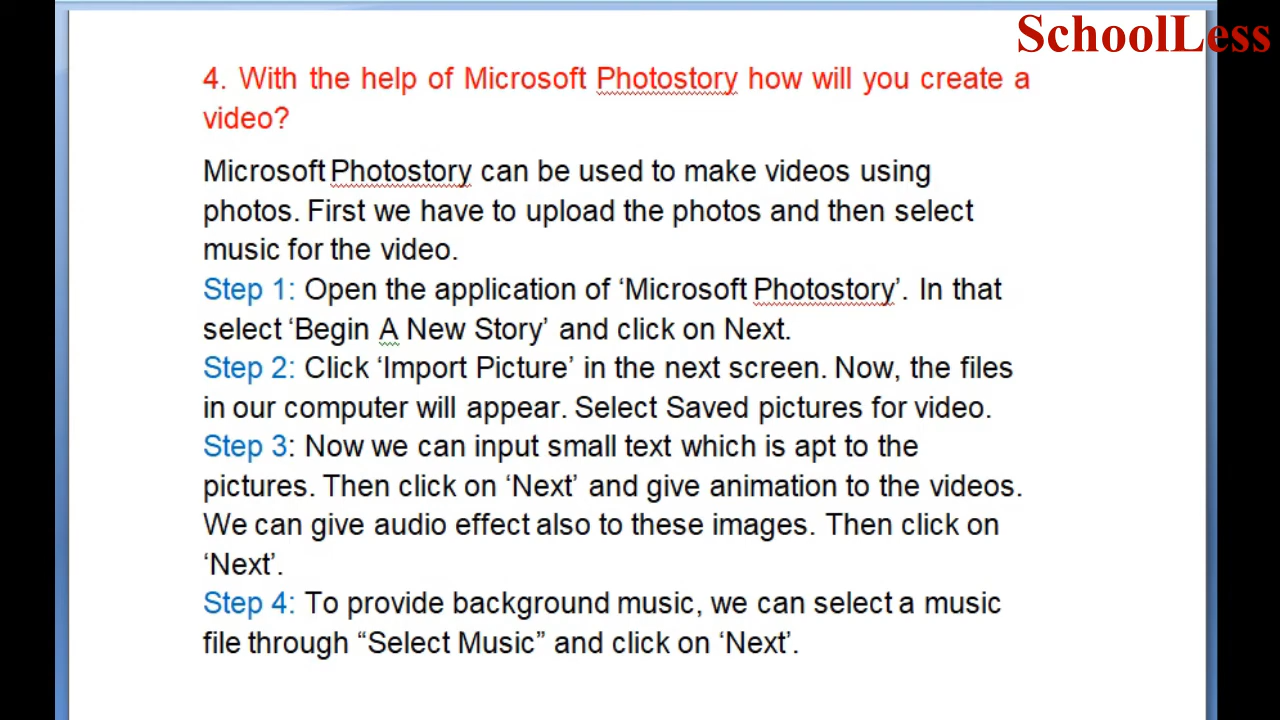 SchoolLess
4. With the help of Microsoft Photostory how will you create a
video?
Microsoft Photostory can be used to make videos using
photos. First we have to upload the photos and then select
music for the video.
Step 1: Open the application of ‘Microsoft Photostory’. In that
select ‘Begin A New Story’ and click on Next.
Step 2: Click ‘Import Picture’ in the next screen. Now, the files
in our computer will appear. Select Saved pictures for video.
Step 3: Now we can input small text which is apt to the
pictures. Then click on ‘Next’ and give animation to the videos.
We can give audio effect also to these images. Then click on
‘Next’.
Step 4: To provide background music, we can select a music
file through “Select Music” and click on ‘Next’.